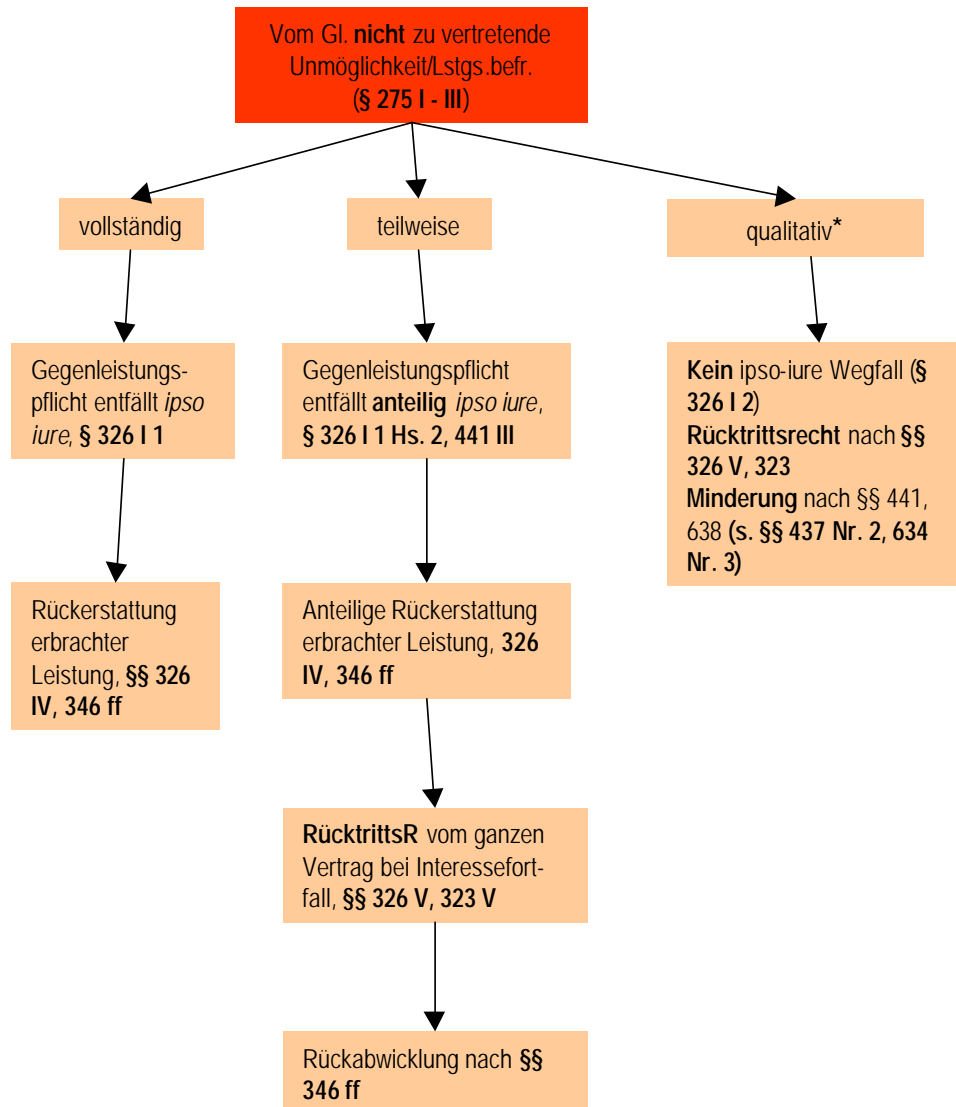 Vom Gl. nicht zu vertretende
Unmöglichkeit/Lstgs.befr.
(§ 275 I - III)
vollständig
teilweise
qualitativ*
Gegenleistungs-
pflicht entfällt ipso
iure, § 326 I 1
Gegenleistungspflicht
entfällt anteilig ipso iure,
§ 326 I 1 Hs. 2, 441 III
Kein ipso-iure Wegfall (§
326 I 2)
Rücktrittsrecht nach §§
326 V, 323
Minderung nach §§ 441,
638 (s. §§ 437 Nr. 2, 634
Nr. 3)
Rückerstattung
erbrachter
Leistung, §§ 326
IV, 346 ff
Anteilige Rückerstattung
erbrachter Leistung, 326
IV, 346 ff
RücktrittsR vom ganzen
Vertrag bei Interessefort-
fall, §§ 326 V, 323 V
Rückabwicklung nach §§
346 ff